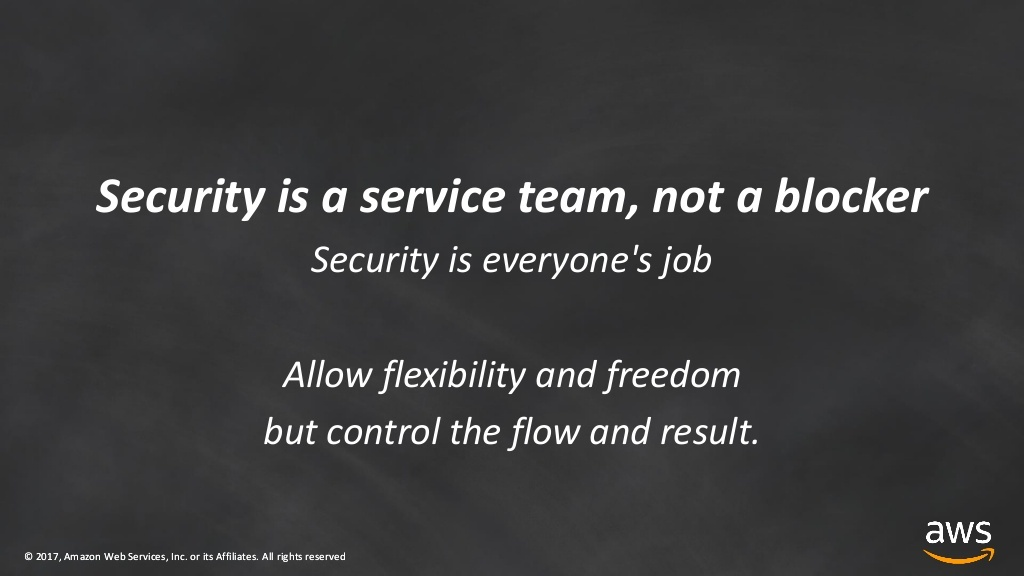 Security is a service team, not a blocker
Security is everyone's job
Allow flexibility and freedom
but control the flow and result.
aws
© 2017, Amazon Web Services, Inc. or its Affiliates. All rights reserved